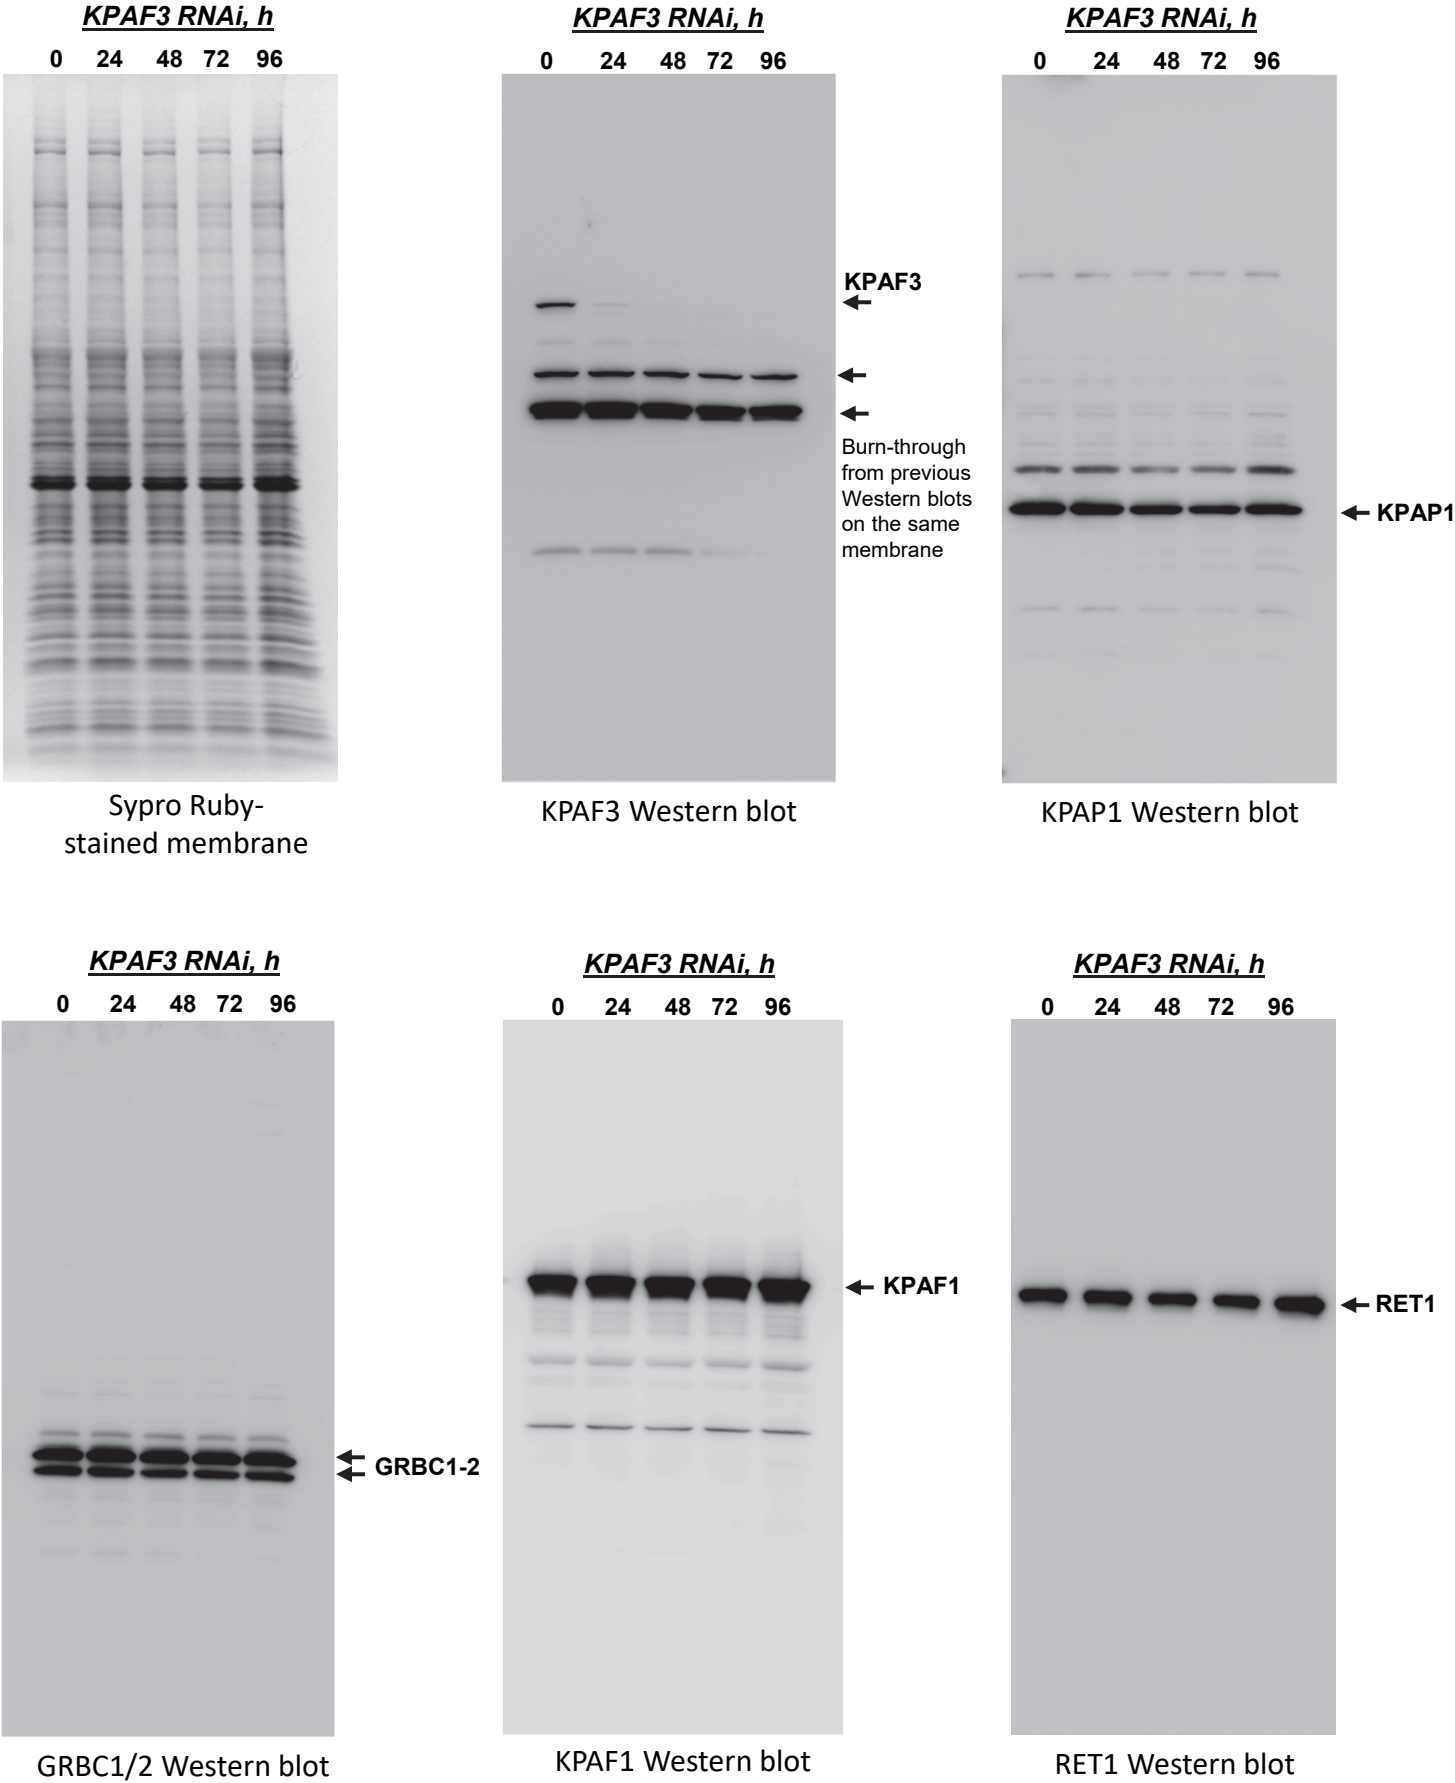 KPAF3 RNAi, h
0 24 48 72 96
Sypro Ruby-
stained membrane
KPAF3 RNAi, h
0 24 48 72 96
KPAF3
Burn-through
from previous
Western blots
on the same
membrane
KPAF3 Western blot
KPAF3 RNAi, h
0 24 48 72 96
KPAP1
KPAP1 Western blot
KPAF3 RNAi, h
0 24 48 72 96
GRBC1-2
GRBC1/2 Western blot
KPAF3 RNAi, h
0 24 48 72 96
KPAF1
KPAF1 Western blot
KPAF3 RNAi, h
0 24 48 72 96
RET1
RET1 Western blot